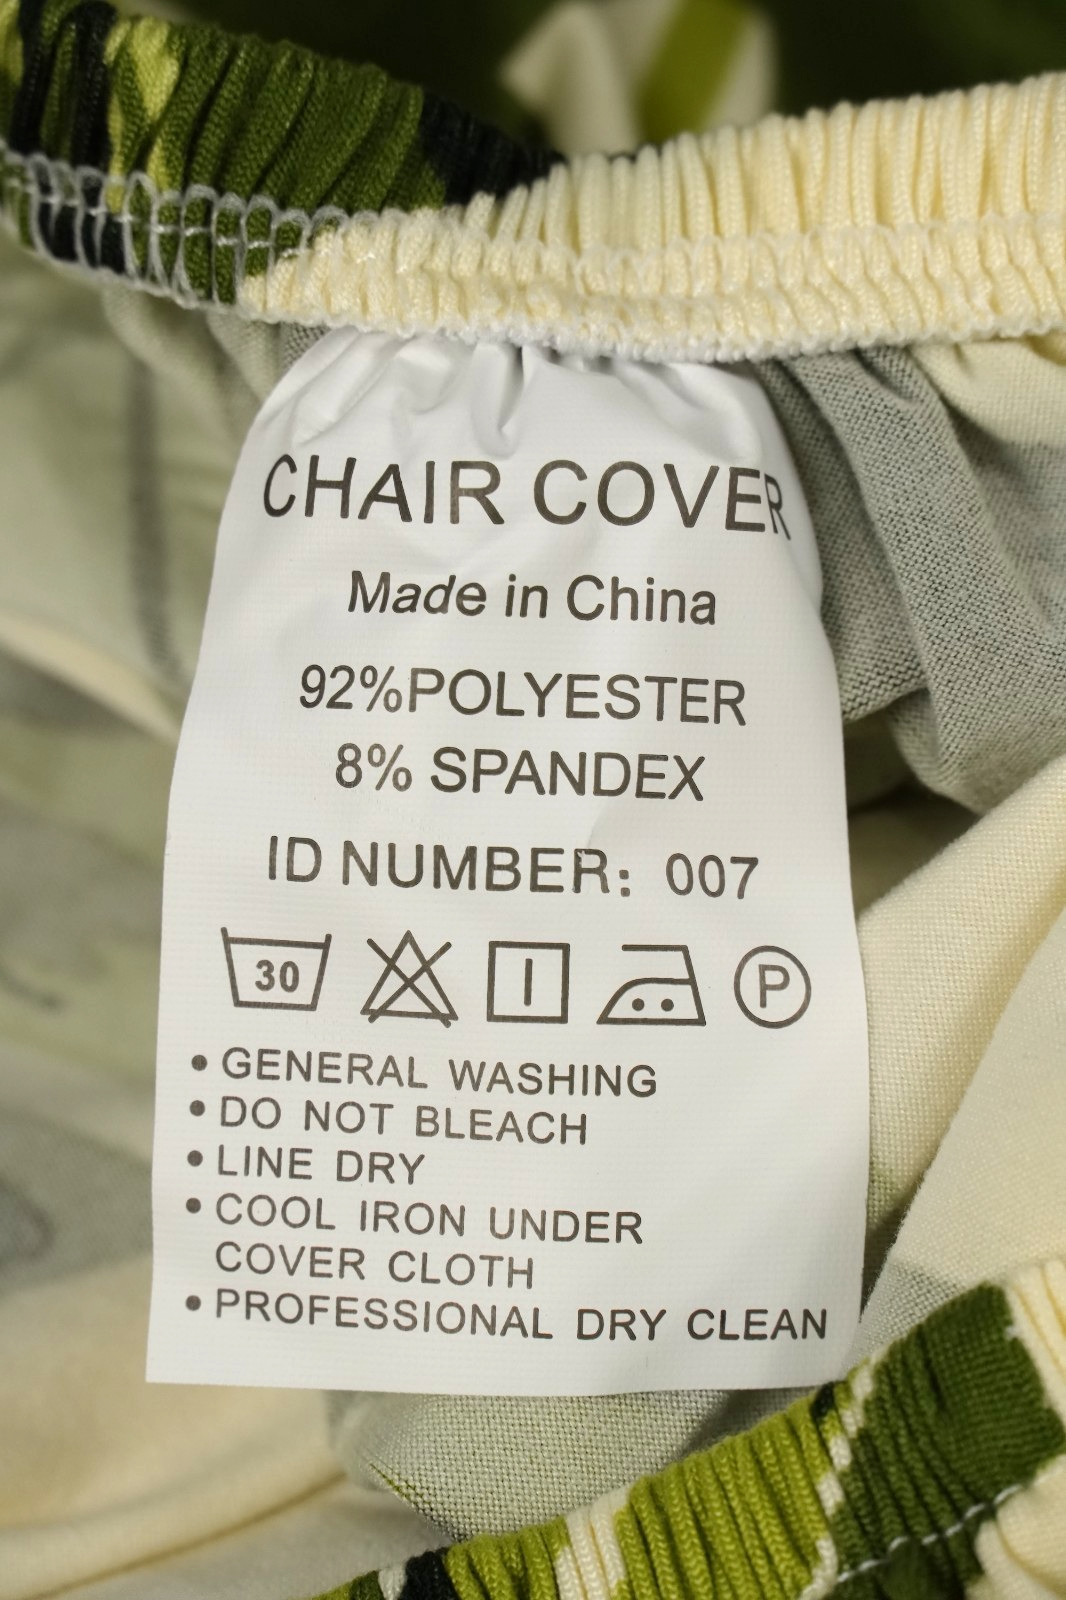 CHAIR COVER
Made in China
92%POLYESTER
8% SPANDEX
ID NUMBER: 007
30 P
• GENERAL WASHING
• DO NOT BLEACH
• LINE DRY
• COOL IRON UNDER
COVER CLOTH
• PROFESSIONAL DRY CLEAN